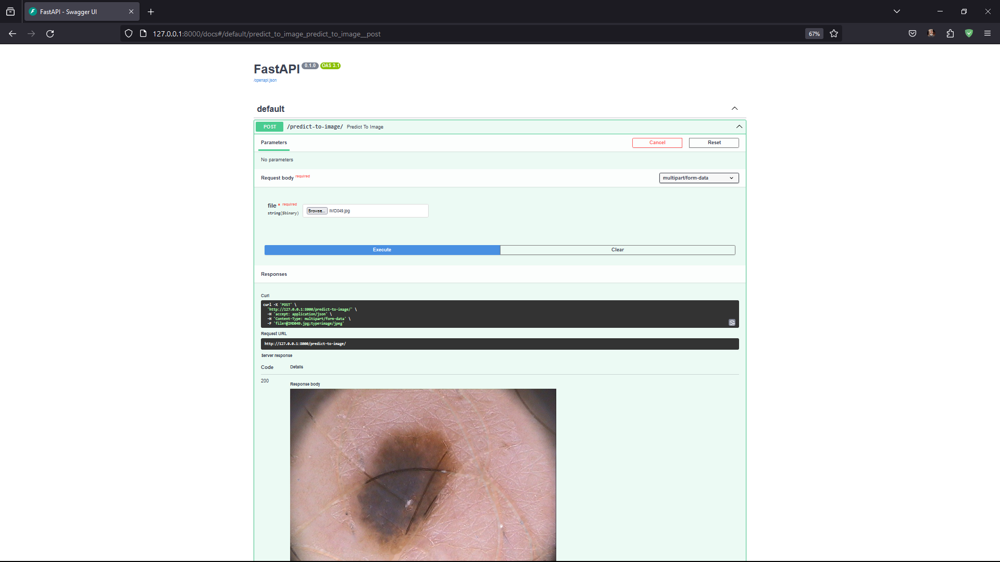 FastAPI - Swagger UI
127.0.0.1:8000/docs#/default/predict_to_image_predict_to_image__post
67%
FastAPI 0.1.0 OAS 3.1
/openapi.json
default
POST /predict-to-image/ Predict To Image
Parameters
Cancel
Reset
No parameters
Request body required
multipart/form-data
file * required
string($binary)
Browse... IMD049.jpg
Execute
Clear
Responses
Curl
curl -X 'POST' \
'http://127.0.0.1:8000/predict-to-image/' \
-H 'accept: application/json' \
-H 'Content-Type: multipart/form-data' \
-F 'file=@IMD049.jpg;type=image/jpeg'
Request URL
http://127.0.0.1:8000/predict-to-image/
Server response
Code Details
200
Response body